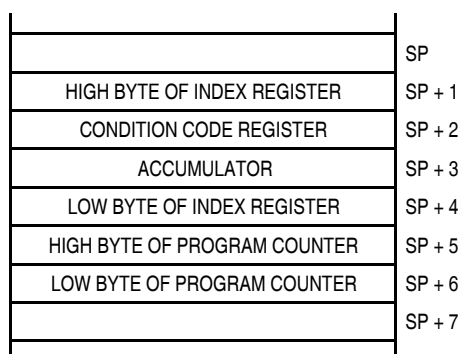 SP
HIGH BYTE OF INDEX REGISTER SP + 1
CONDITION CODE REGISTER SP + 2
ACCUMULATOR SP + 3
LOW BYTE OF INDEX REGISTER SP + 4
HIGH BYTE OF PROGRAM COUNTER SP + 5
LOW BYTE OF PROGRAM COUNTER SP + 6
SP + 7